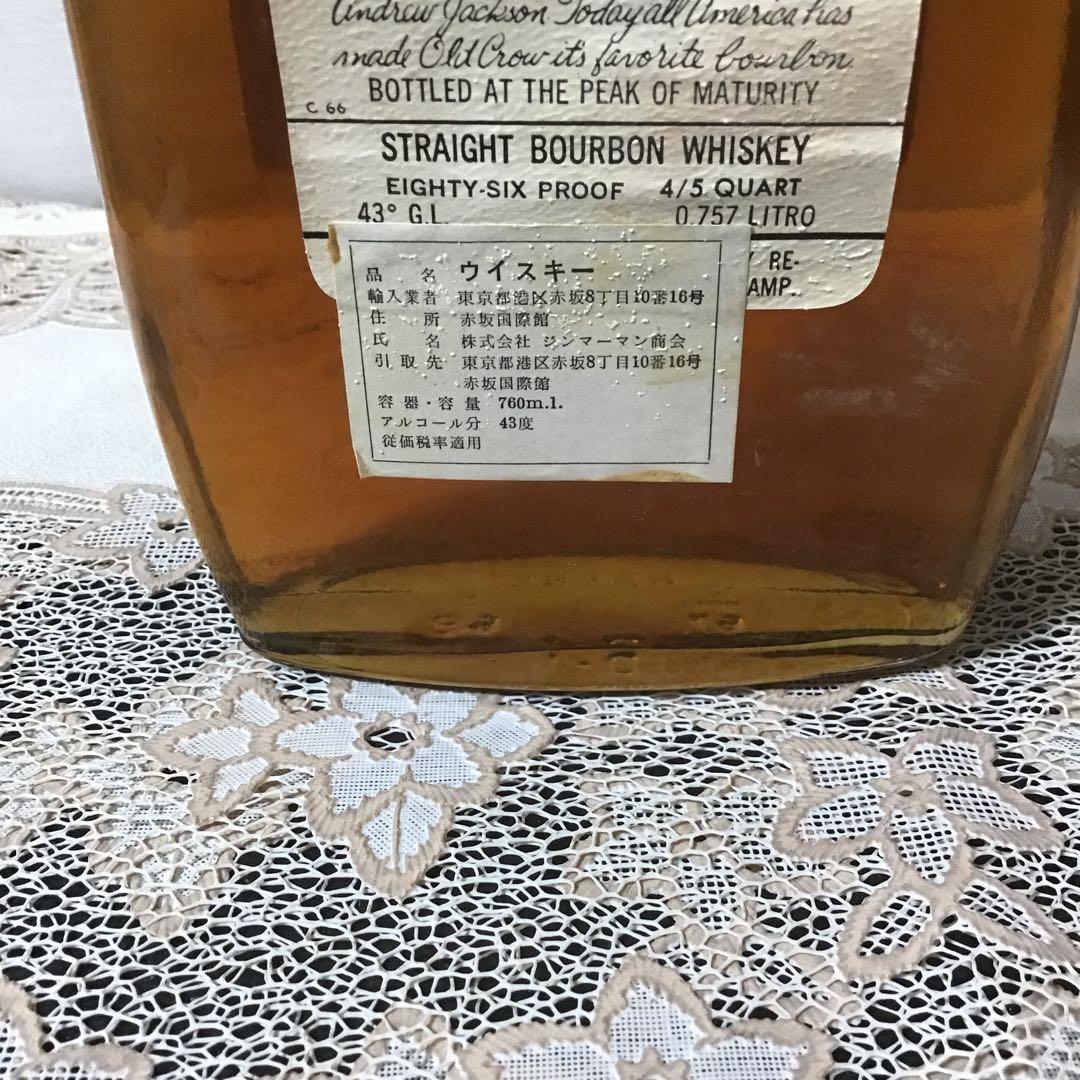 Andrew Jackson. Today all America has
made Old Crow it's favorite bourbon.
BOTTLED AT THE PEAK OF MATURITY
C 66
STRAIGHT BOURBON WHISKEY
EIGHTY-SIX PROOF 4/5 QUART
43° G.L. 0.757 LITRO
RE-
AMP.
品名 ウイスキー
輸入業者 東京都港区赤坂8丁目10番16号
住所 赤坂国際館
氏名 株式会社 ジンマーマン商会
引取先 東京都港区赤坂8丁目10番16号
赤坂国際館
容器・容量 760m.l.
アルコール分 43度
従価税率適用